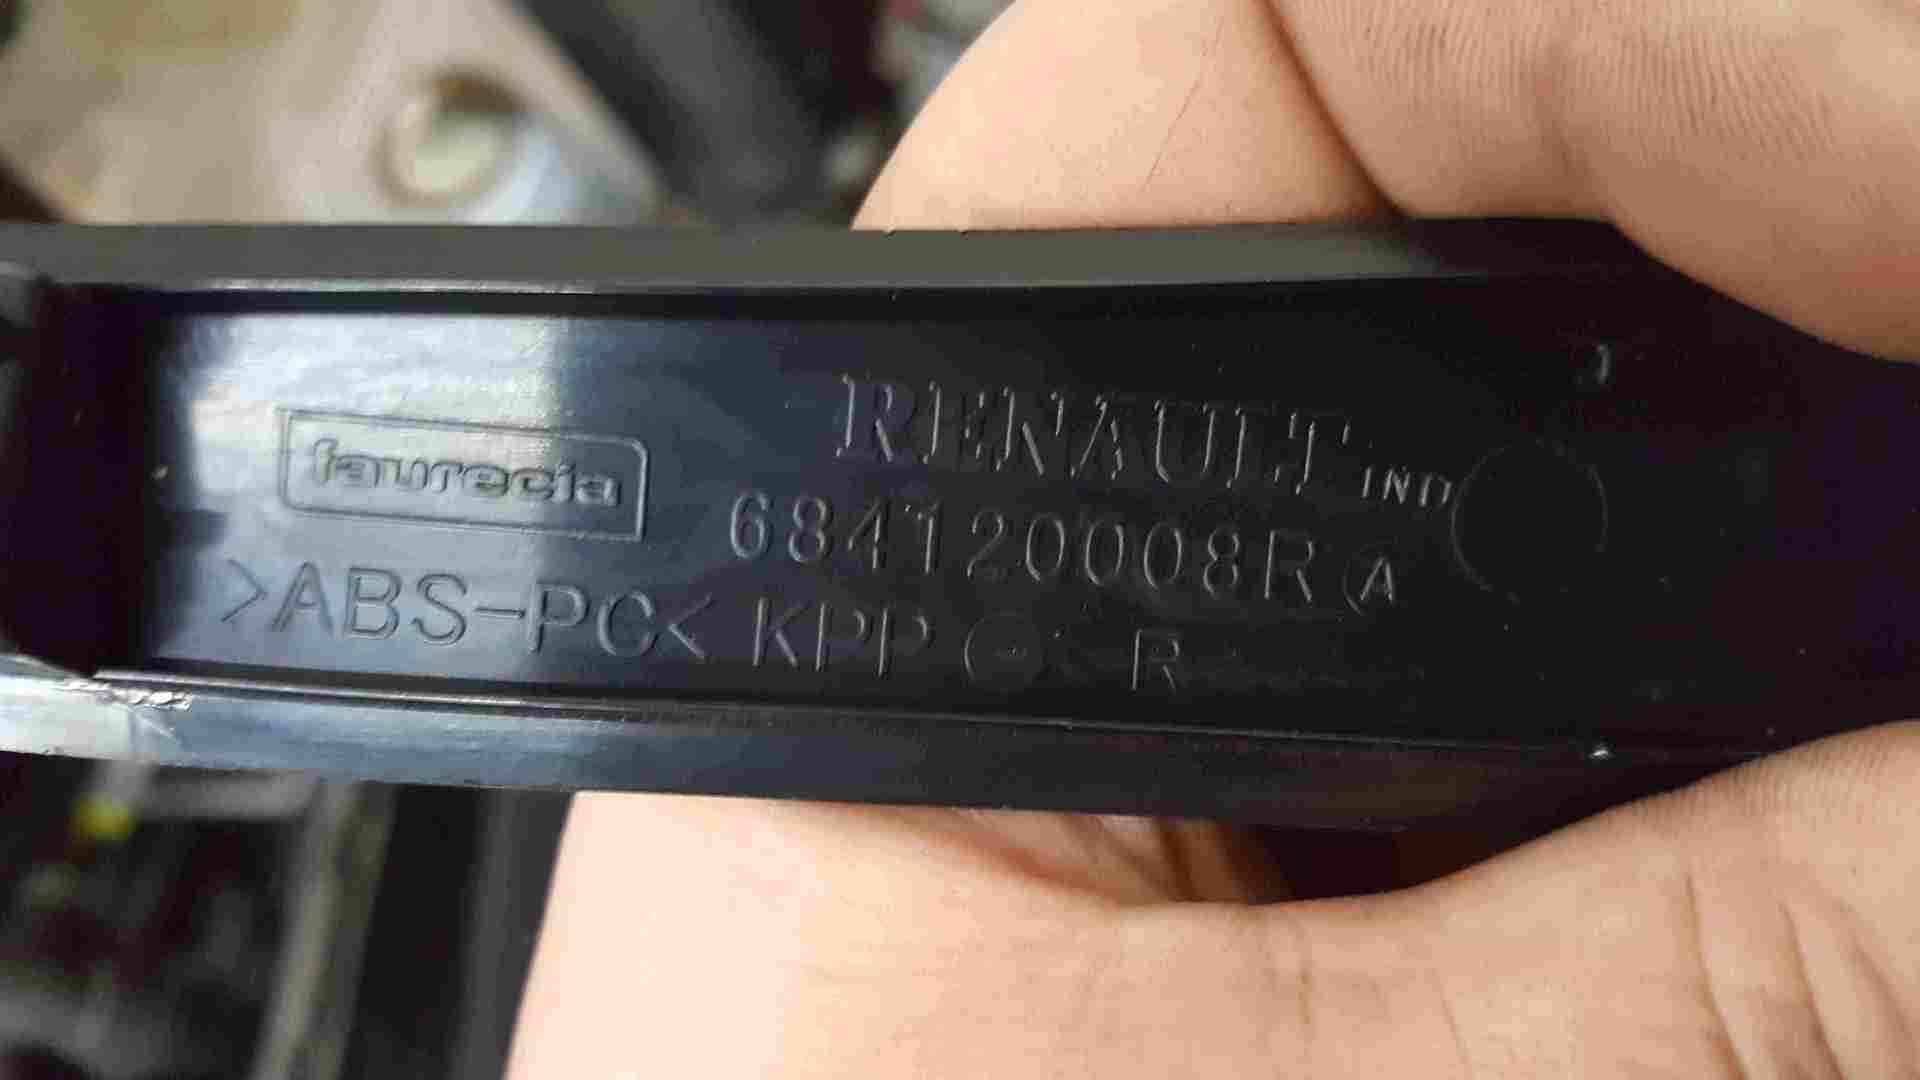 faurecia
RENAULT IND
684120008R A
>ABS-PC< KPP R